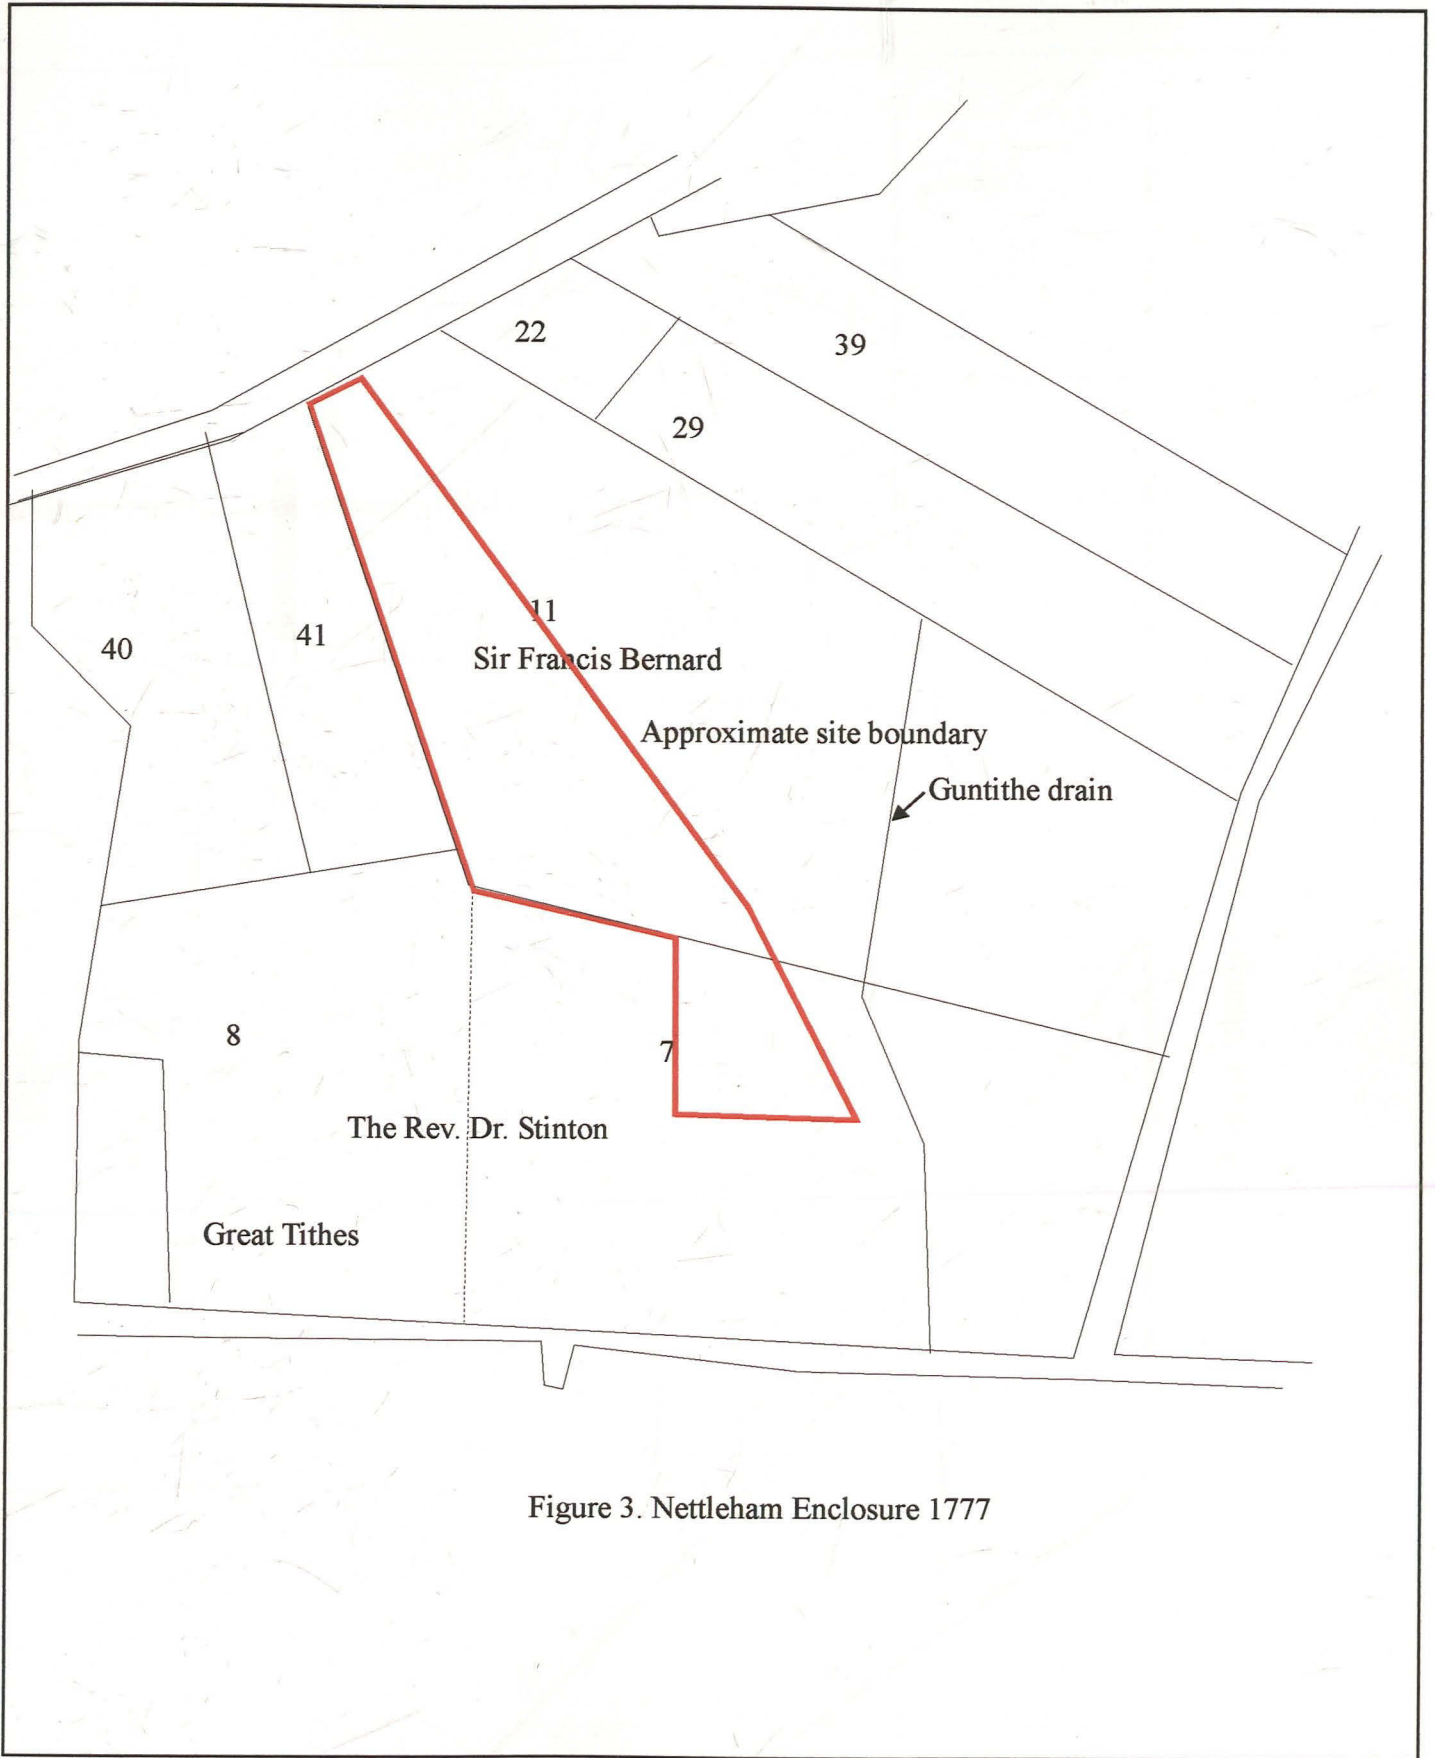 22
39
29
11
41
40
Sir Francis Bernard
Approximate site boundary
Guntithe drain
8
7
The Rev. Dr. Stinton
Great Tithes
Figure 3. Nettleham Enclosure 1777